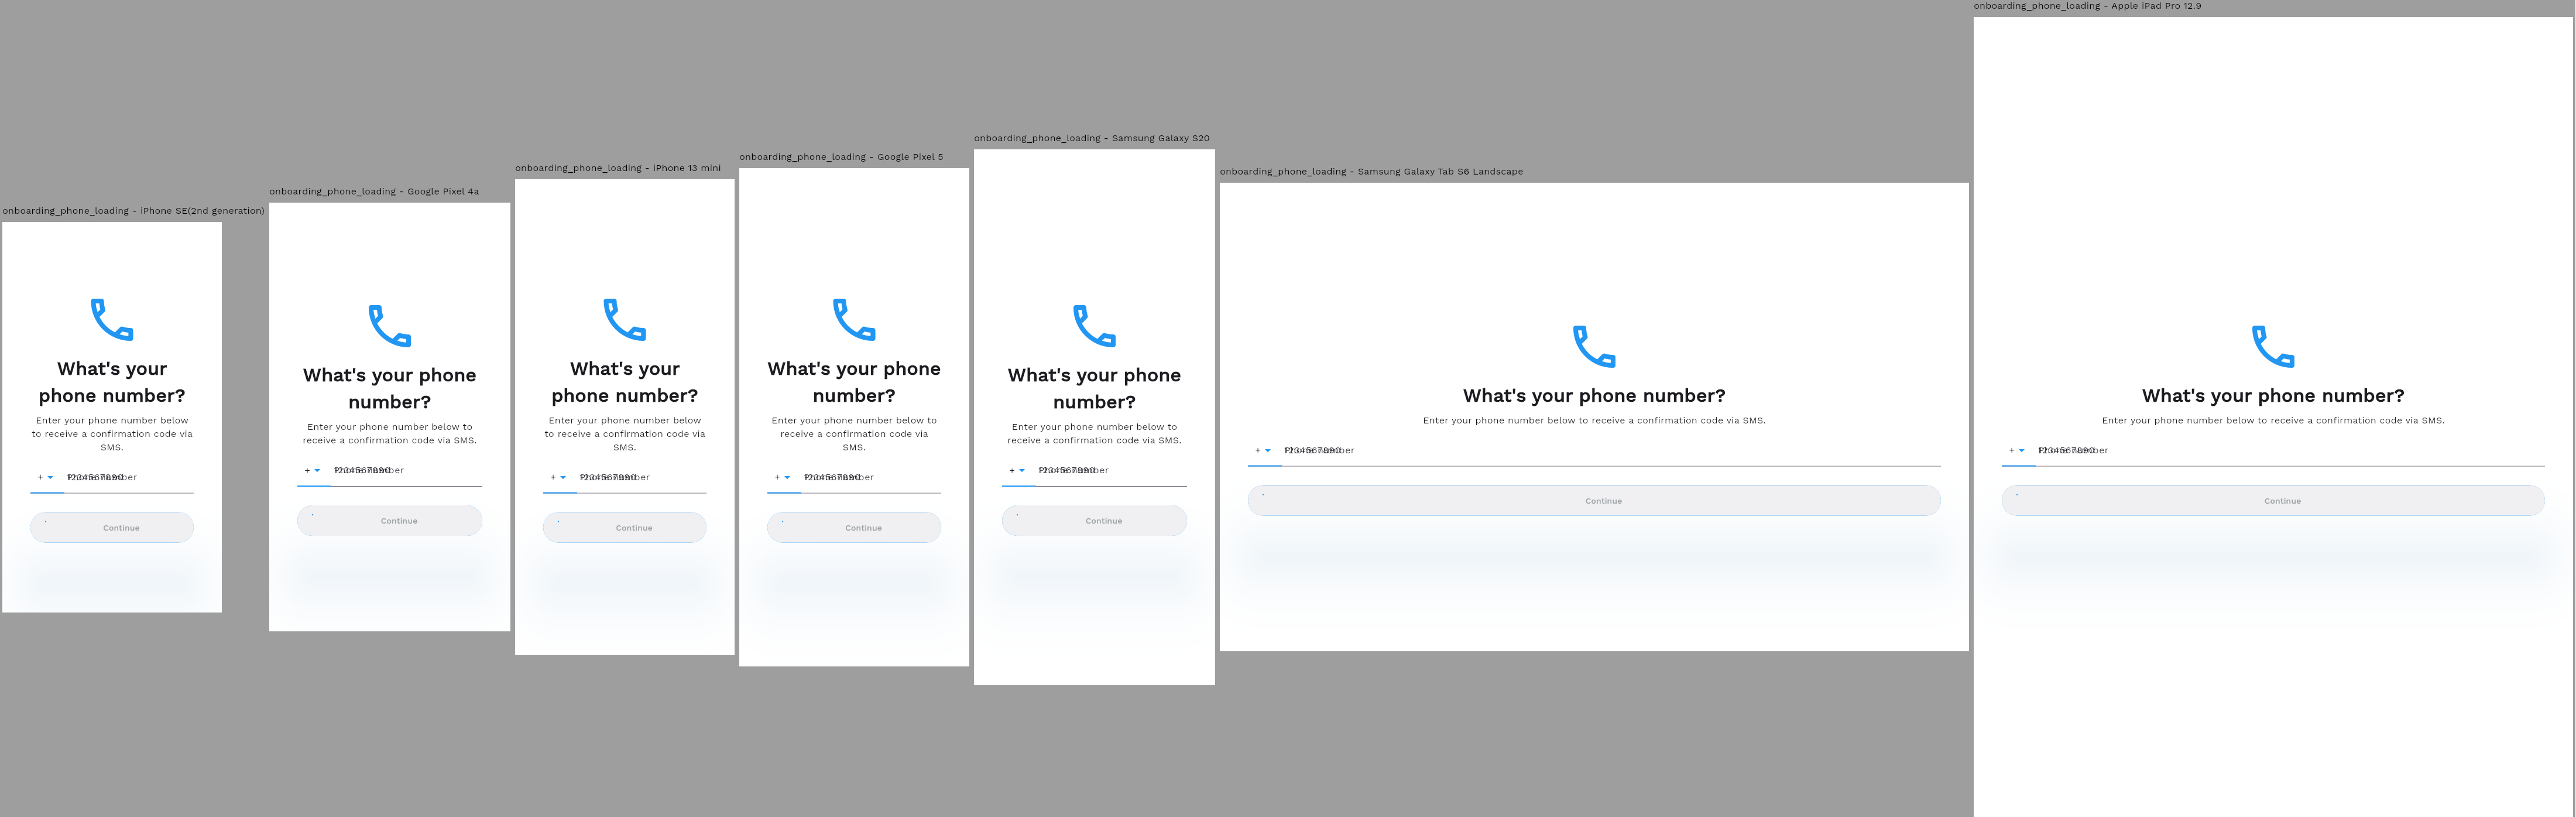 onboarding_phone_loading - iPhone SE(2nd generation)
What's your
phone number?
Enter your phone number below
to receive a confirmation code via
SMS.
+
Continue
onboarding_phone_loading - Google Pixel 4a
What's your phone
number?
Enter your phone number below to
receive a confirmation code via SMS.
+
Continue
onboarding_phone_loading - iPhone 13 mini
What's your
phone number?
Enter your phone number below
to receive a confirmation code via
SMS.
+
Continue
onboarding_phone_loading - Google Pixel 5
What's your phone
number?
Enter your phone number below to
receive a confirmation code via
SMS.
+
Continue
onboarding_phone_loading - Samsung Galaxy S20
What's your phone
number?
Enter your phone number below to
receive a confirmation code via SMS.
+
Continue
onboarding_phone_loading - Samsung Galaxy Tab S6 Landscape
What's your phone number?
Enter your phone number below to receive a confirmation code via SMS.
+
Continue
onboarding_phone_loading - Apple iPad Pro 12.9
What's your phone number?
Enter your phone number below to receive a confirmation code via SMS.
+
Continue